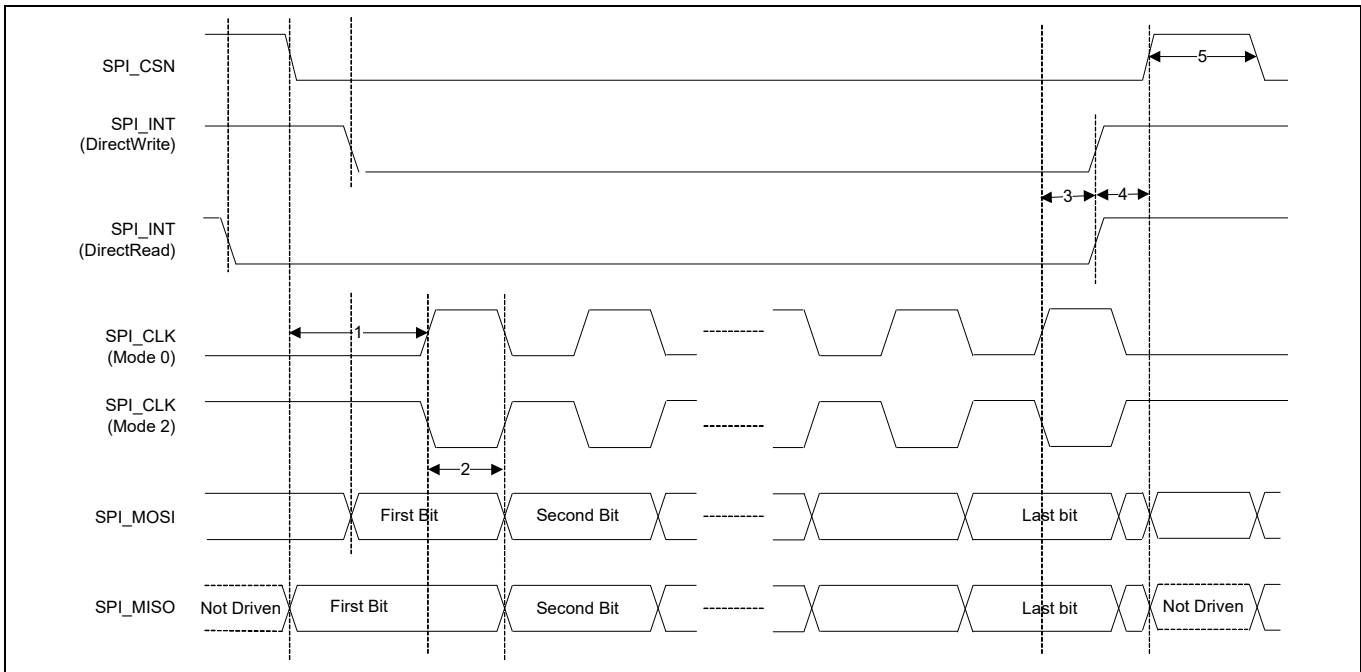 SPI_CSN
5
SPI_INT
(DirectWrite)
3
4
SPI_INT
(DirectRead)
1
SPI_CLK
(Mode 0)
SPI_CLK
(Mode 2)
2
SPI_MOSI
First Bit
Second Bit
Last bit
SPI_MISO
Not Driven
First Bit
Second Bit
Last bit
Not Driven